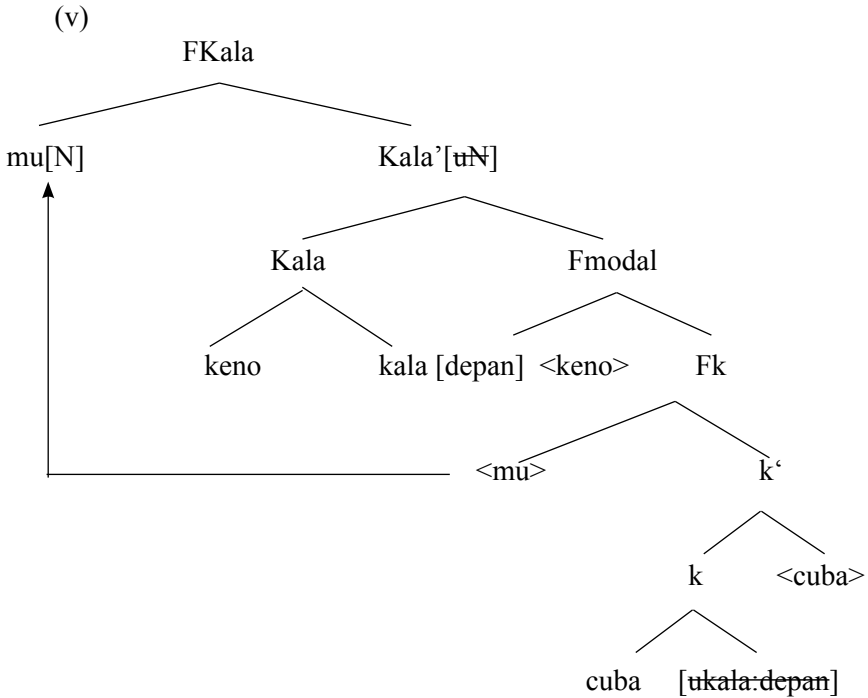 (v)
FKala
mu[N] Kala’[uN]
Kala Fmodal
keno kala [depan] <keno> Fk
<mu> k‘
k <cuba>
cuba [ukala:depan]